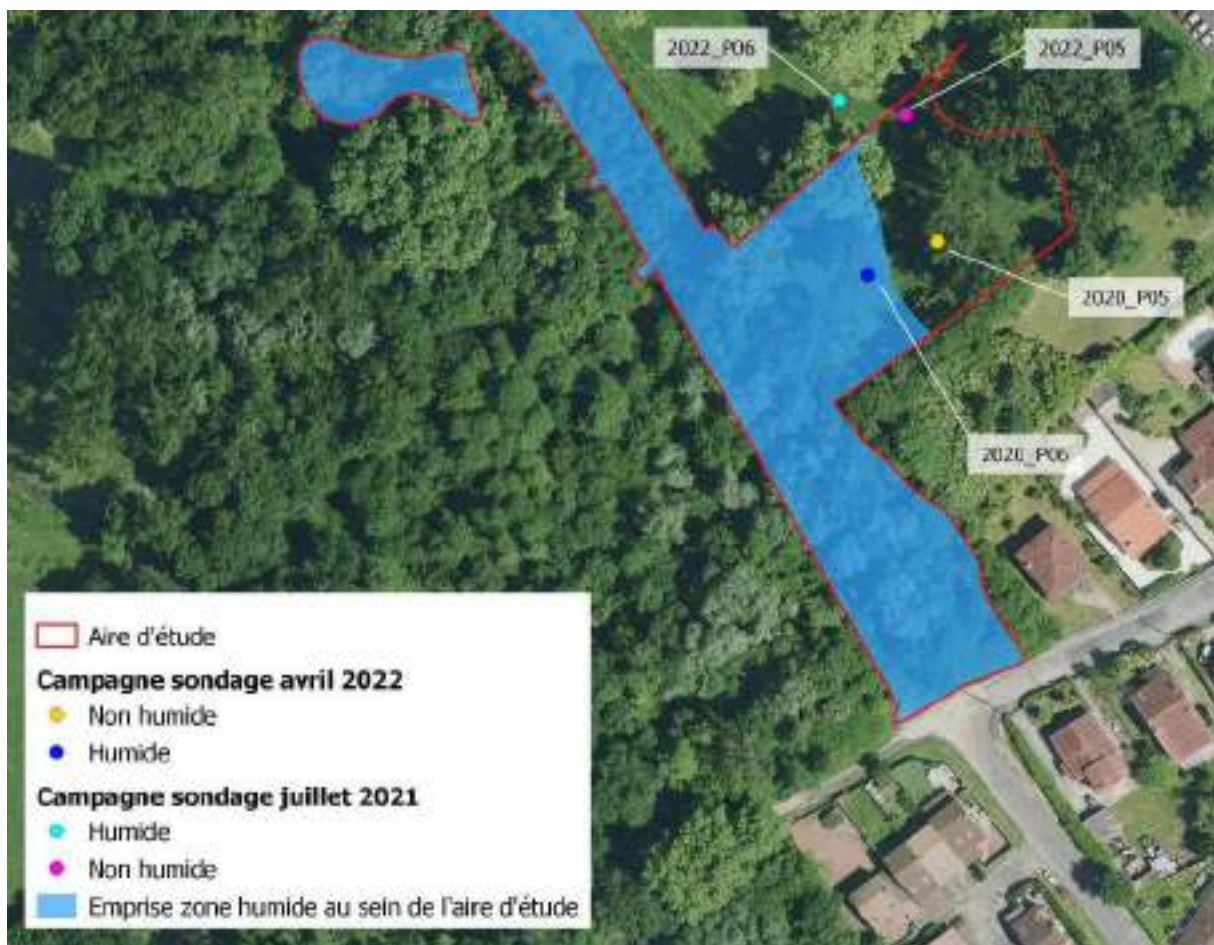 2022_P06
2022_P05
2020_P05
2020_P06
Aire d'étude
Campagne sondage avril 2022
Non humide
Humide
Campagne sondage juillet 2021
Humide
Non humide
Emprise zone humide au sein de l'aire d'étude